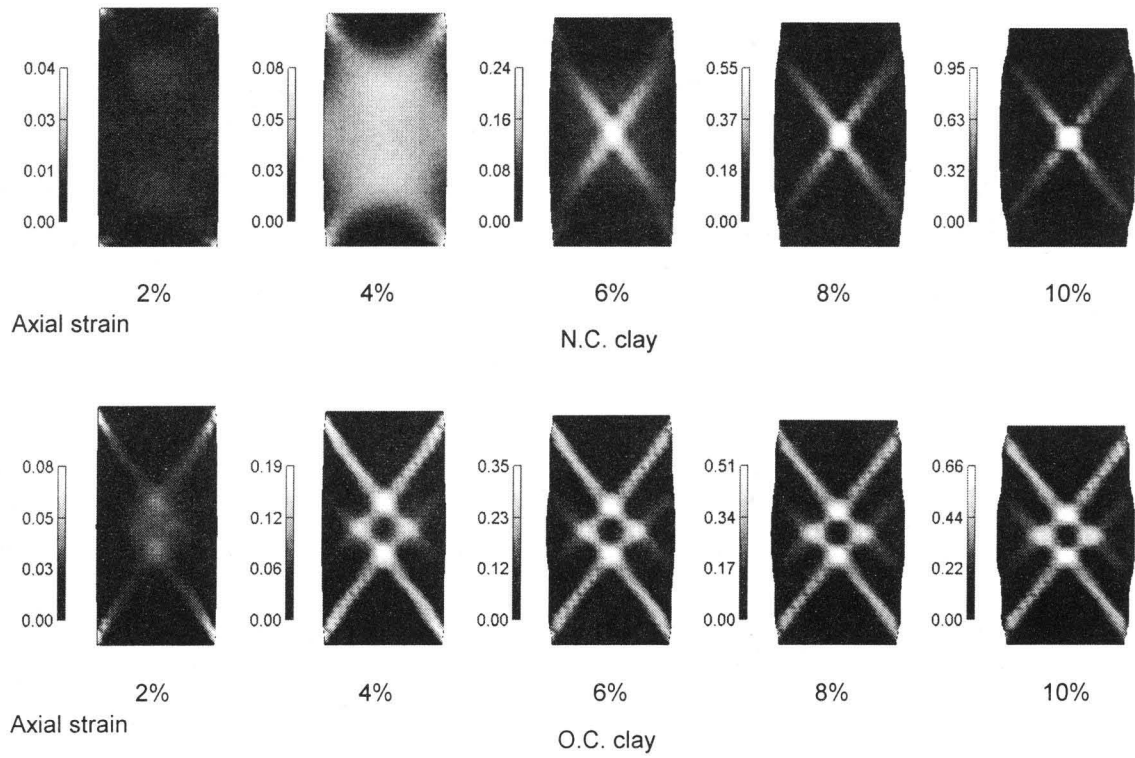 0.04 0.08 0.24 0.55 0.95
0.03 0.05 0.16 0.37 0.63
0.01 0.03 0.08 0.18 0.32
0.00 0.00 0.00 0.00 0.00
2% 4% 6% 8% 10%
Axial strain
N.C. clay
0.08 0.19 0.35 0.51 0.66
0.05 0.12 0.23 0.34 0.44
0.03 0.06 0.12 0.17 0.22
0.00 0.00 0.00 0.00 0.00
2% 4% 6% 8% 10%
Axial strain
O.C. clay